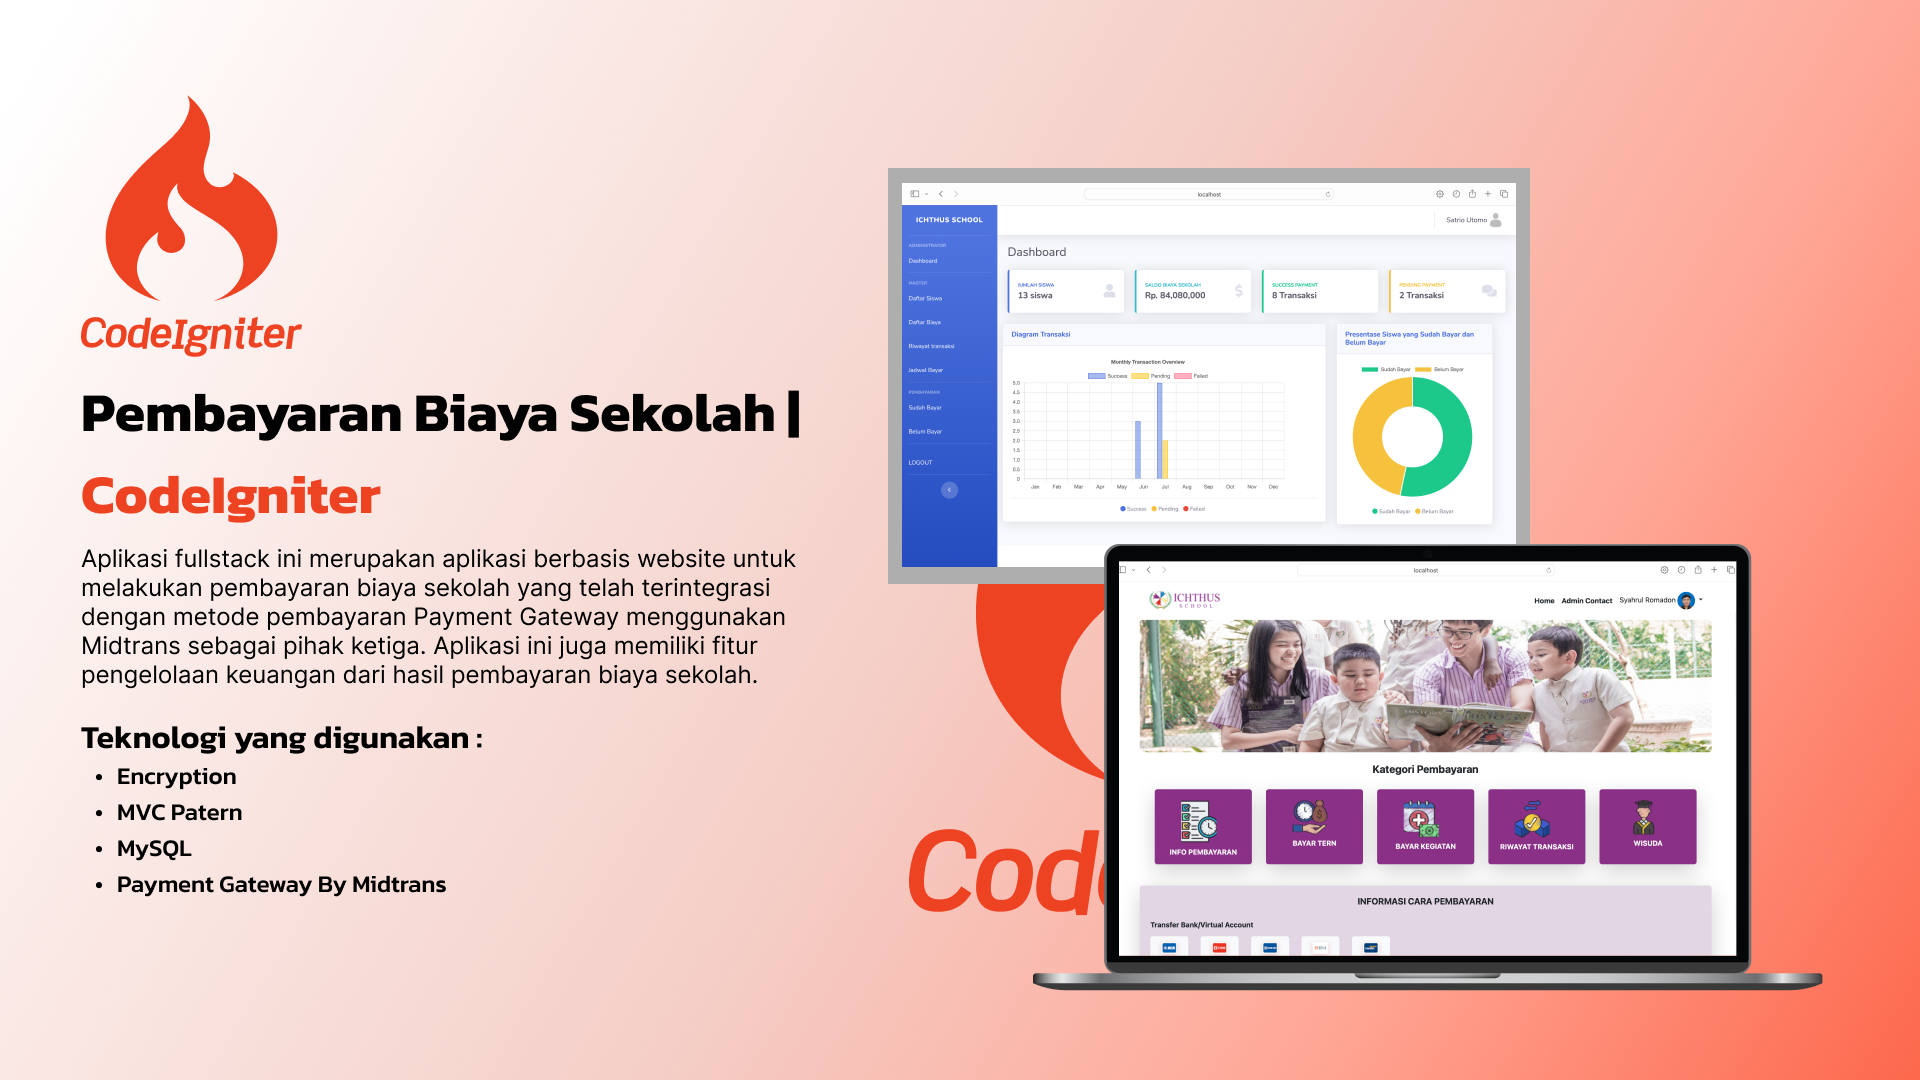 CodeIgniter
Pembayaran Biaya Sekolah |
CodeIgniter
Aplikasi fullstack ini merupakan aplikasi berbasis website untuk
melakukan pembayaran biaya sekolah yang telah terintegrasi
dengan metode pembayaran Payment Gateway menggunakan
Midtrans sebagai pihak ketiga. Aplikasi ini juga memiliki fitur
pengelolaan keuangan dari hasil pembayaran biaya sekolah.
Teknologi yang digunakan :
• Encryption
• MVC Patern
• MySQL
• Payment Gateway By Midtrans
localhost
ICHTHUS SCHOOL
Satrio Utomo
ADMINISTRATOR
Dashboard
MASTER
Daftar Siswa
Daftar Biaya
Riwayat transaksi
Jadwal Bayar
PEMBAYARAN
Sudah Bayar
Belum Bayar
LOGOUT
Dashboard
JUMLAH SISWA
13 siswa
SALDO BIAYA SEKOLAH
Rp. 84,080,000
SUCCESS PAYMENT
8 Transaksi
PENDING PAYMENT
2 Transaksi
Diagram Transaksi
Monthly Transaction Overview
Success Pending Failed
5.0
4.5
4.0
3.5
3.0
2.5
2.0
1.5
1.0
0.5
0
Jan Feb Mar Apr May Jun Jul Aug Sep Oct Nov Dec
Success Pending Failed
Presentase Siswa yang Sudah Bayar dan
Belum Bayar
Sudah Bayar Belum Bayar
Sudah Bayar Belum Bayar
Cod
localhost
ICHTHUS
SCHOOL
Home Admin Contact Syahrul Romadon
Kategori Pembayaran
INFO PEMBAYARAN
BAYAR TERN
BAYAR KEGIATAN
RIWAYAT TRANSAKSI
WISUDA
INFORMASI CARA PEMBAYARAN
Transfer Bank/Virtual Account